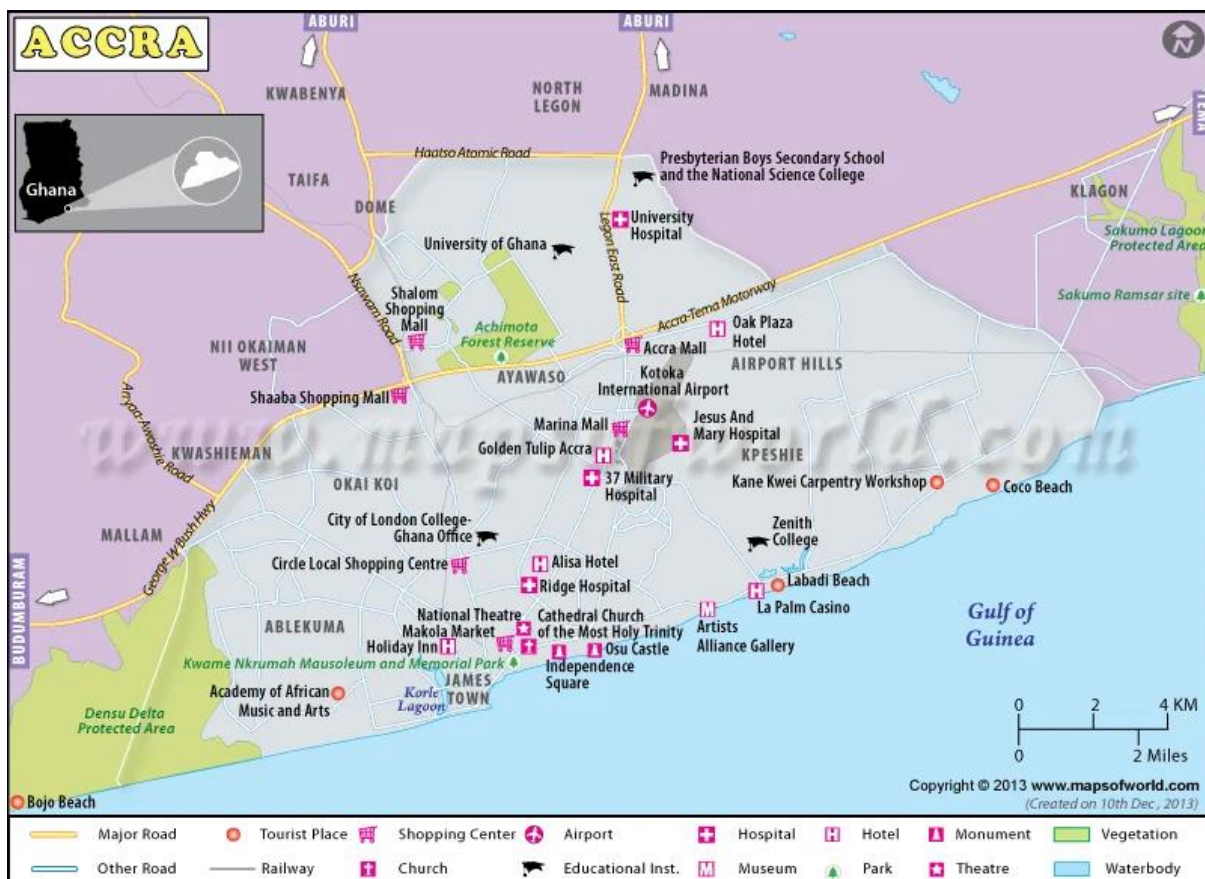 ACCRA
ABURI
ABURI
N
KWABENYA
NORTH
LEGON
MADINA
TEMA
Ghana
TAIFA
DOME
Haatso Atomic Road
Presbyterian Boys Secondary School
and the National Science College
KLAGON
University
Hospital
University of Ghana
Legon East Road
Sakumo Lagoon
Protected Area
Nsawam Road
Shalom
Shopping
Mall
Accra-Tema Motorway
Sakumo Ramsar site
Achimota
Forest Reserve
Oak Plaza
Hotel
NII OKAIMAN
WEST
Accra Mall
AIRPORT HILLS
AYAWASO
Kotoka
International Airport
Shaaba Shopping Mall
Anyaa-Awoshie Road
Marina Mall
Jesus And
Mary Hospital
www.mapsofworld.com
KWASHIEMAN
Golden Tulip Accra
KPESHIE
OKAI KOI
37 Military
Hospital
Kane Kwei Carpentry Workshop
Coco Beach
George W Bush Hwy
MALLAM
City of London College-
Ghana Office
Zenith
College
Circle Local Shopping Centre
Alisa Hotel
Ridge Hospital
Labadi Beach
La Palm Casino
BUDUMBURAM
Gulf of
Guinea
ABLEKUMA
National Theatre
Makola Market
Cathedral Church
of the Most Holy Trinity
Artists
Alliance Gallery
Holiday Inn
Osu Castle
Kwame Nkrumah Mausoleum and Memorial Park
Independence
Square
JAMES
TOWN
Academy of African
Music and Arts
Korle
Lagoon
Densu Delta
Protected Area
0 2 4 KM
0 2 Miles
Copyright © 2013 www.mapsofworld.com
(Created on 10th Dec, 2013)
Bojo Beach
Major Road
Tourist Place
Shopping Center
Airport
Hospital
H
Hotel
Monument
Vegetation
Other Road
Railway
Church
Educational Inst.
M
Museum
Park
Theatre
Waterbody